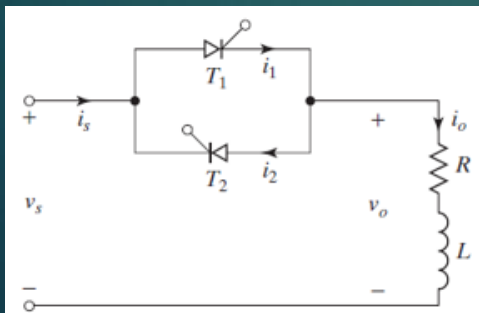 T1 i1
+ is + io
T2 i2 R
vs vo
L
− −